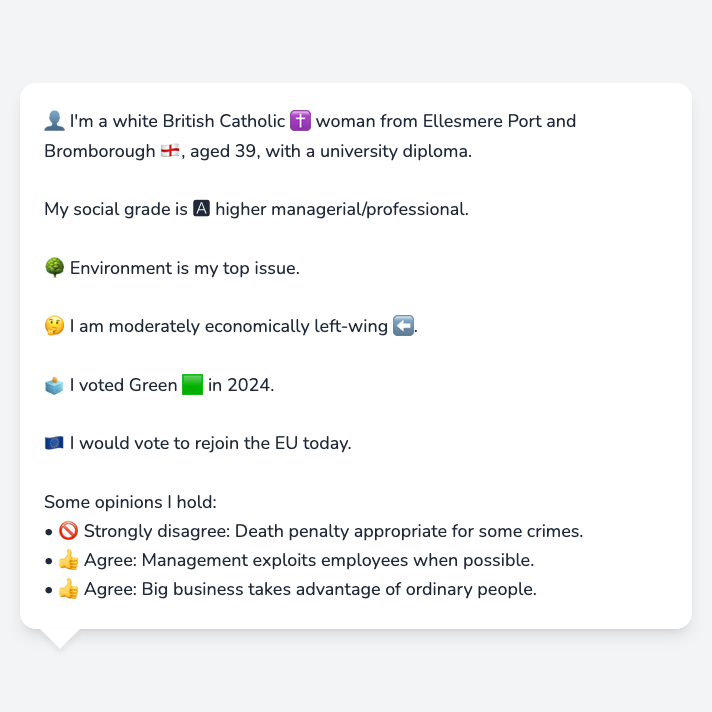 👤 I'm a white British Catholic ✝️ woman from Ellesmere Port and
Bromborough 🏴󠁧󠁢󠁥󠁮󠁧󠁿, aged 39, with a university diploma.
My social grade is 🅰 higher managerial/professional.
🌳 Environment is my top issue.
🤔 I am moderately economically left-wing ⬅️.
🗳️ I voted Green 🟩 in 2024.
🇪🇺 I would vote to rejoin the EU today.
Some opinions I hold:
• 🚫 Strongly disagree: Death penalty appropriate for some crimes.
• 👍 Agree: Management exploits employees when possible.
• 👍 Agree: Big business takes advantage of ordinary people.